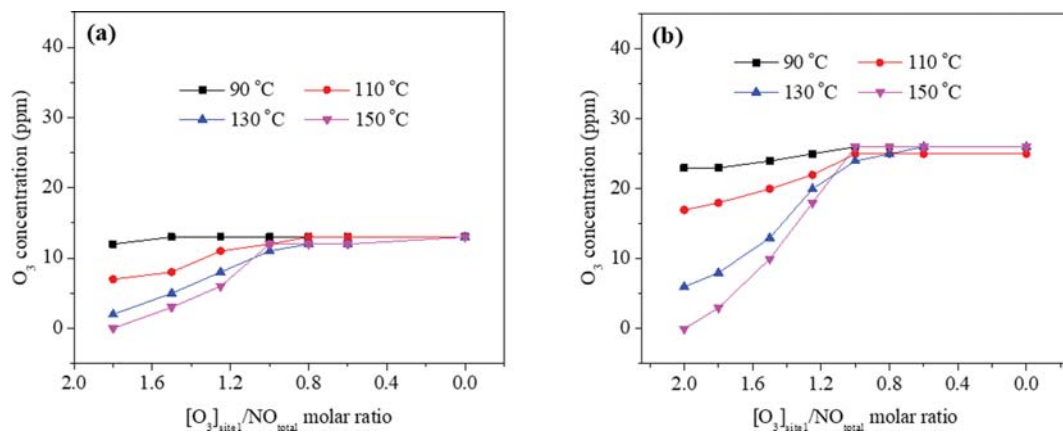 (a)
90 °C 110 °C
130 °C 150 °C
O₃ concentration (ppm)
40
30
20
10
0
2.0 1.6 1.2 0.8 0.4 0.0
[O₃]site1/NOtotal molar ratio
(b)
90 °C 110 °C
130 °C 150 °C
O₃ concentration (ppm)
40
30
20
10
0
2.0 1.6 1.2 0.8 0.4 0.0
[O₃]site1/NOtotal molar ratio